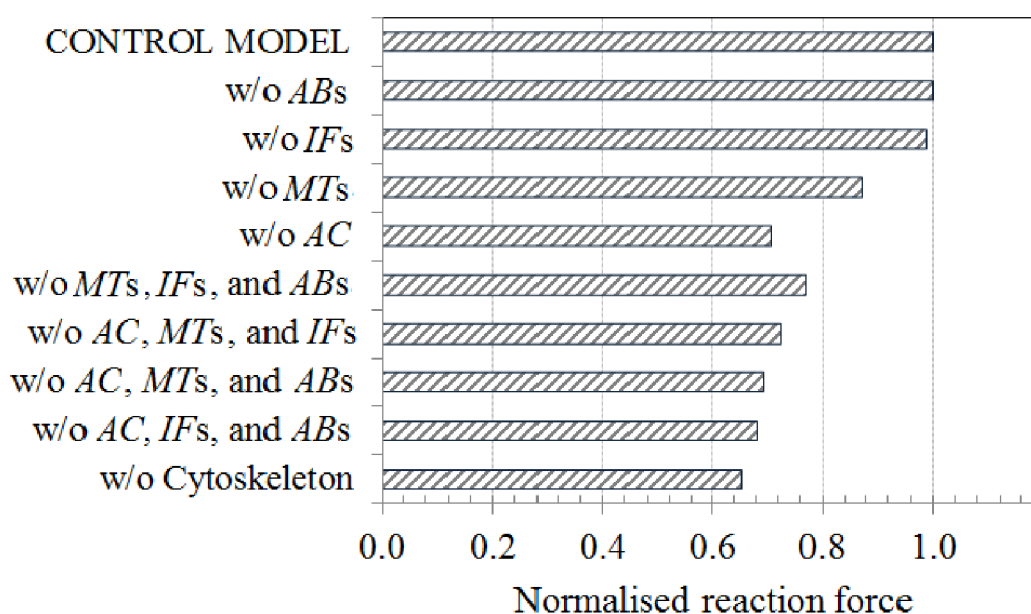 CONTROL MODEL
w/o ABs
w/o IFs
w/o MTs
w/o AC
w/o MTs, IFs, and ABs
w/o AC, MTs, and IFs
w/o AC, MTs, and ABs
w/o AC, IFs, and ABs
w/o Cytoskeleton
0.0 0.2 0.4 0.6 0.8 1.0
Normalised reaction force